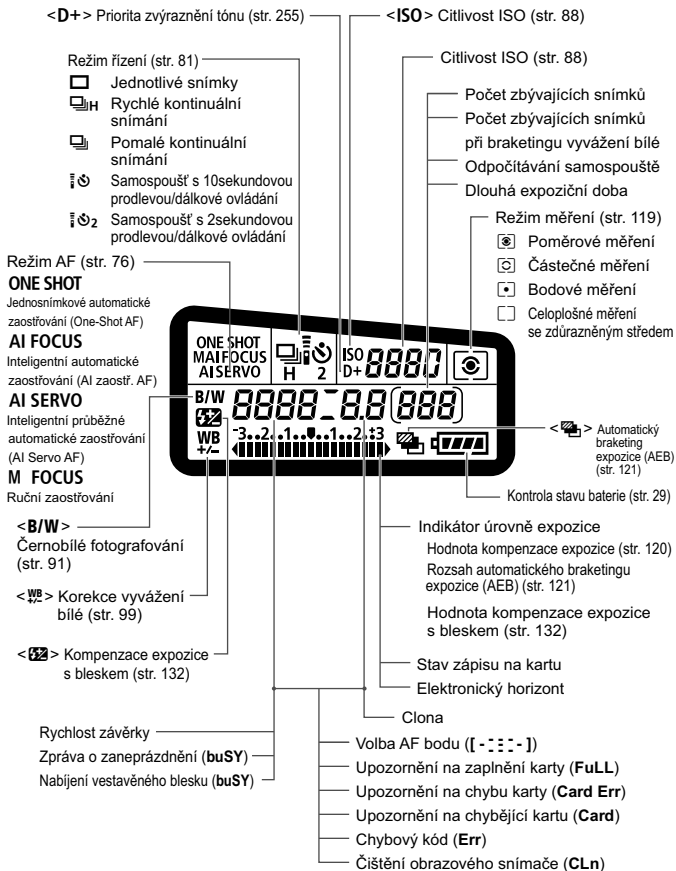 <D+> Priorita zvýraznění tónu (str. 255)
<ISO> Citlivost ISO (str. 88)
Režim řízení (str. 81)
Jednotlivé snímky
H Rychlé kontinuální
snímání
Pomalé kontinuální
snímání
Samospoušť s 10sekundovou
prodlevou/dálkové ovládání
2 Samospoušť s 2sekundovou
prodlevou/dálkové ovládání
Citlivost ISO (str. 88)
Počet zbývajících snímků
Počet zbývajících snímků
při braketingu vyvážení bílé
Odpočítávání samospouště
Dlouhá expoziční doba
Režim měření (str. 119)
Poměrové měření
Částečné měření
Bodové měření
Celoplošné měření
se zdůrazněným středem
Režim AF (str. 76)
ONE SHOT
Jednosnímkové automatické
zaostřování (One-Shot AF)
AI FOCUS
Inteligentní automatické
zaostřování (AI zaostř. AF)
AI SERVO
Inteligentní průběžné
automatické zaostřování
(AI Servo AF)
M FOCUS
Ruční zaostřování
ONE SHOT
MAI FOCUS
AI SERVO
H 2
ISO
D+
8888
B/W
8888 8.8 (888)
WB
+/-
-3..2..1..0..1..2..+3
<B/W>
Černobílé fotografování
(str. 91)
<WB +/-> Korekce vyvážení
bílé (str. 99)
< > Kompenzace expozice
s bleskem (str. 132)
< > Automatický
braketing
expozice (AEB)
(str. 121)
Kontrola stavu baterie (str. 29)
Indikátor úrovně expozice
Hodnota kompenzace expozice (str. 120)
Rozsah automatického braketingu
expozice (AEB) (str. 121)
Hodnota kompenzace expozice
s bleskem (str. 132)
Stav zápisu na kartu
Elektronický horizont
Clona
Rychlost závěrky
Zpráva o zaneprázdnění (buSY)
Nabíjení vestavěného blesku (buSY)
Volba AF bodu ([ - - ])
Upozornění na zaplnění karty (FuLL)
Upozornění na chybu karty (Card Err)
Upozornění na chybějící kartu (Card)
Chybový kód (Err)
Čištění obrazového snímače (CLn)